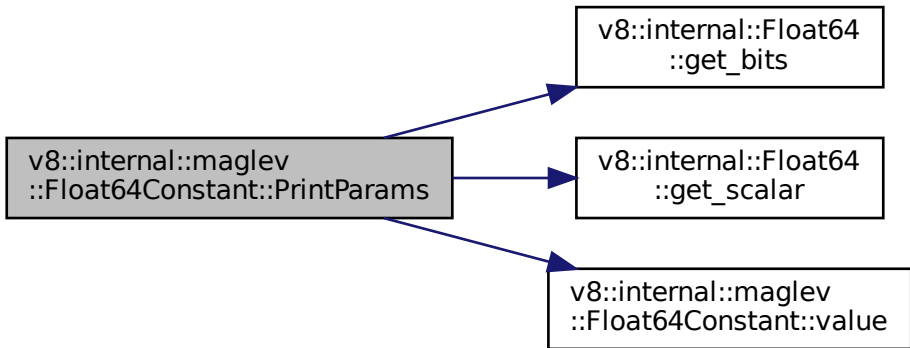 v8::internal::Float64
::get_bits
v8::internal::maglev
::Float64Constant::PrintParams
v8::internal::Float64
::get_scalar
v8::internal::maglev
::Float64Constant::value